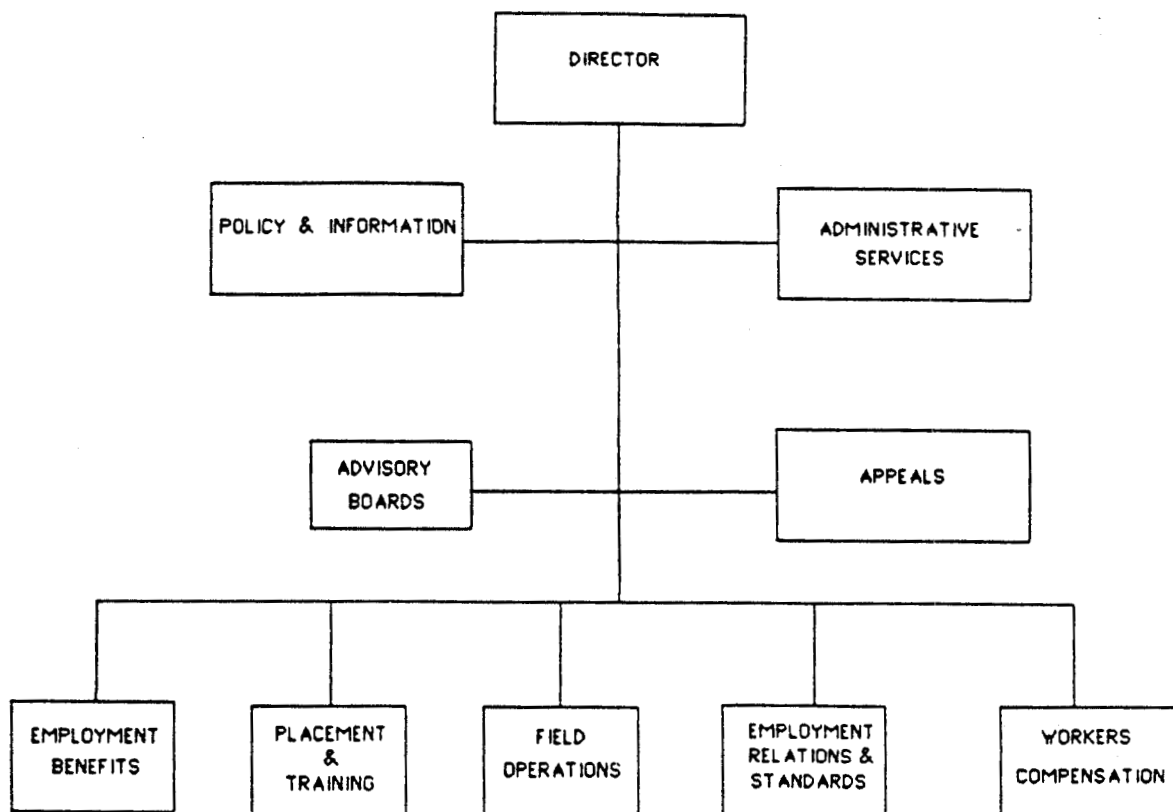 DIRECTOR
POLICY & INFORMATION
ADMINISTRATIVE
SERVICES
ADVISORY
BOARDS
APPEALS
EMPLOYMENT
BENEFITS
PLACEMENT
&
TRAINING
FIELD
OPERATIONS
EMPLOYMENT
RELATIONS &
STANDARDS
WORKERS
COMPENSATION